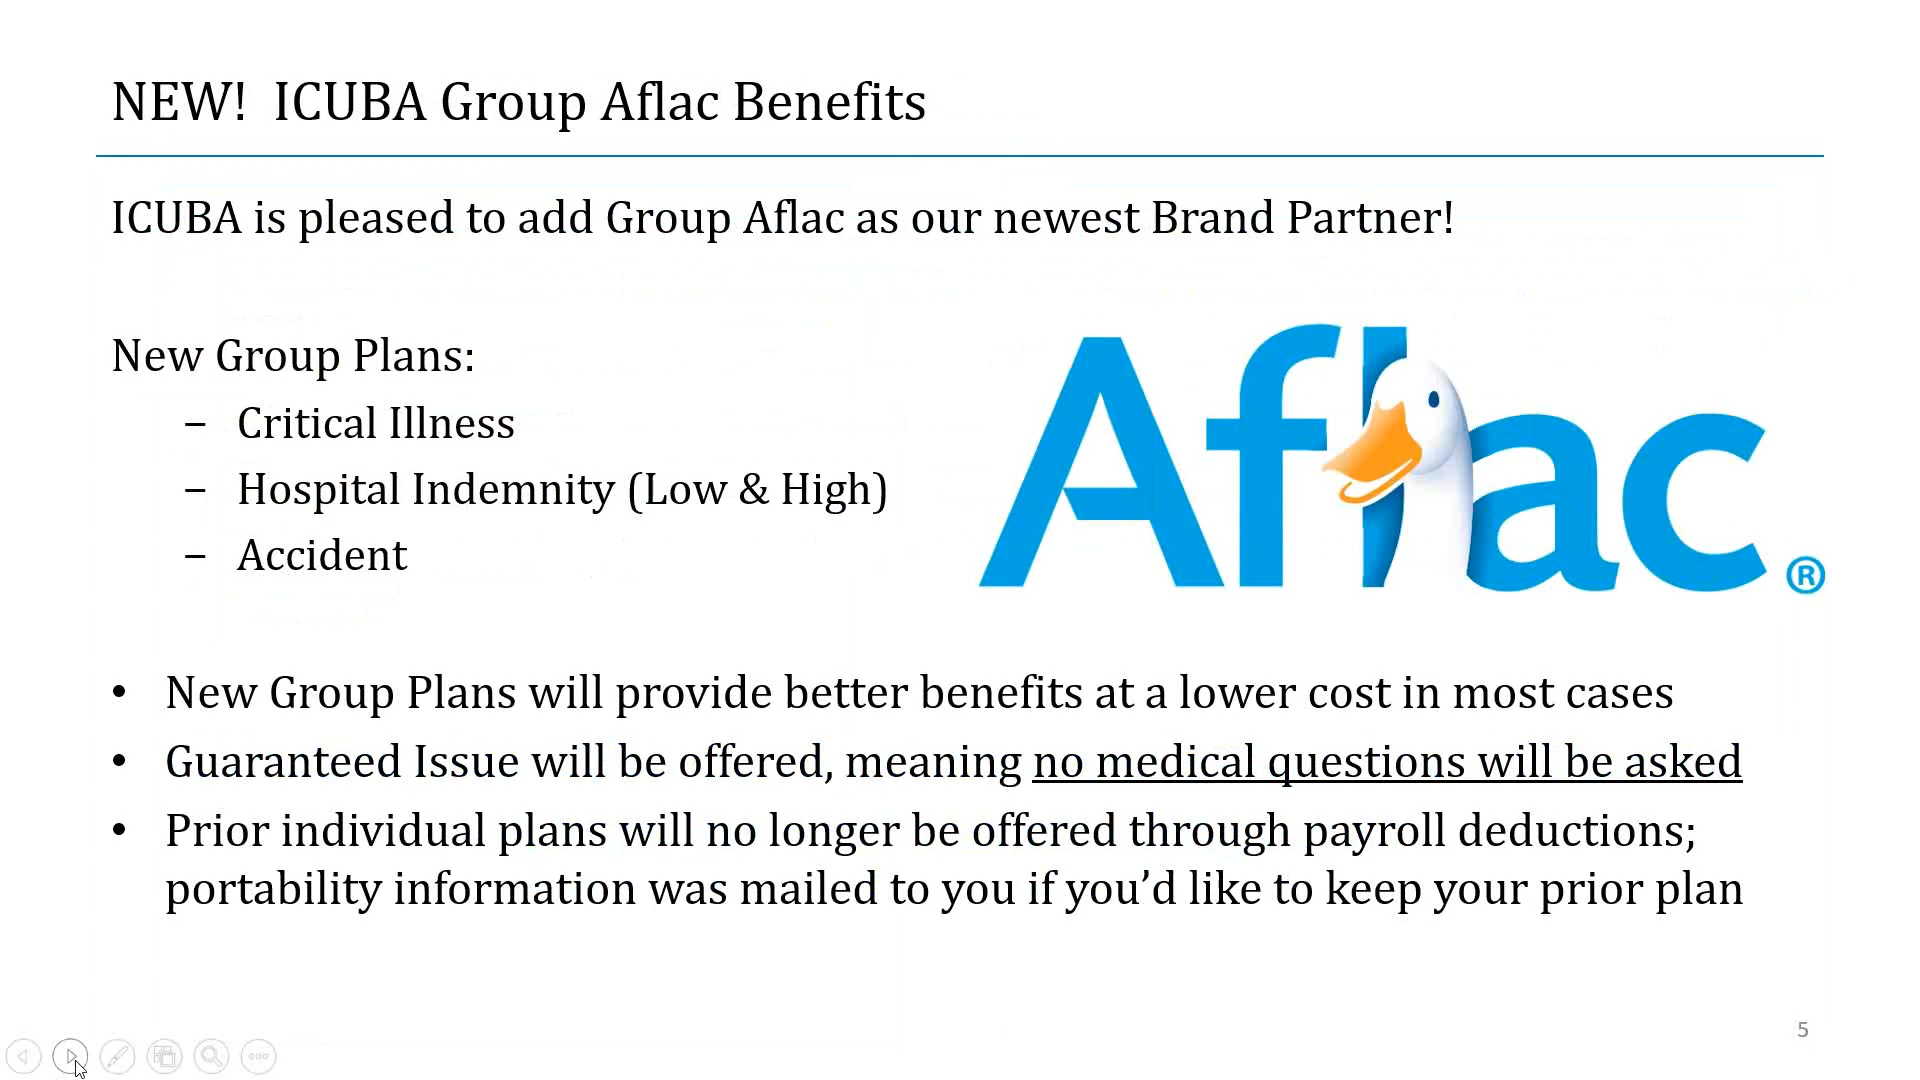 NEW!  ICUBA Group Aflac Benefits
ICUBA is pleased to add Group Aflac as our newest Brand Partner!
New Group Plans:
− Critical Illness
− Hospital Indemnity (Low & High)
− Accident
Aflac®
• New Group Plans will provide better benefits at a lower cost in most cases
• Guaranteed Issue will be offered, meaning no medical questions will be asked
• Prior individual plans will no longer be offered through payroll deductions;
portability information was mailed to you if you’d like to keep your prior plan
5